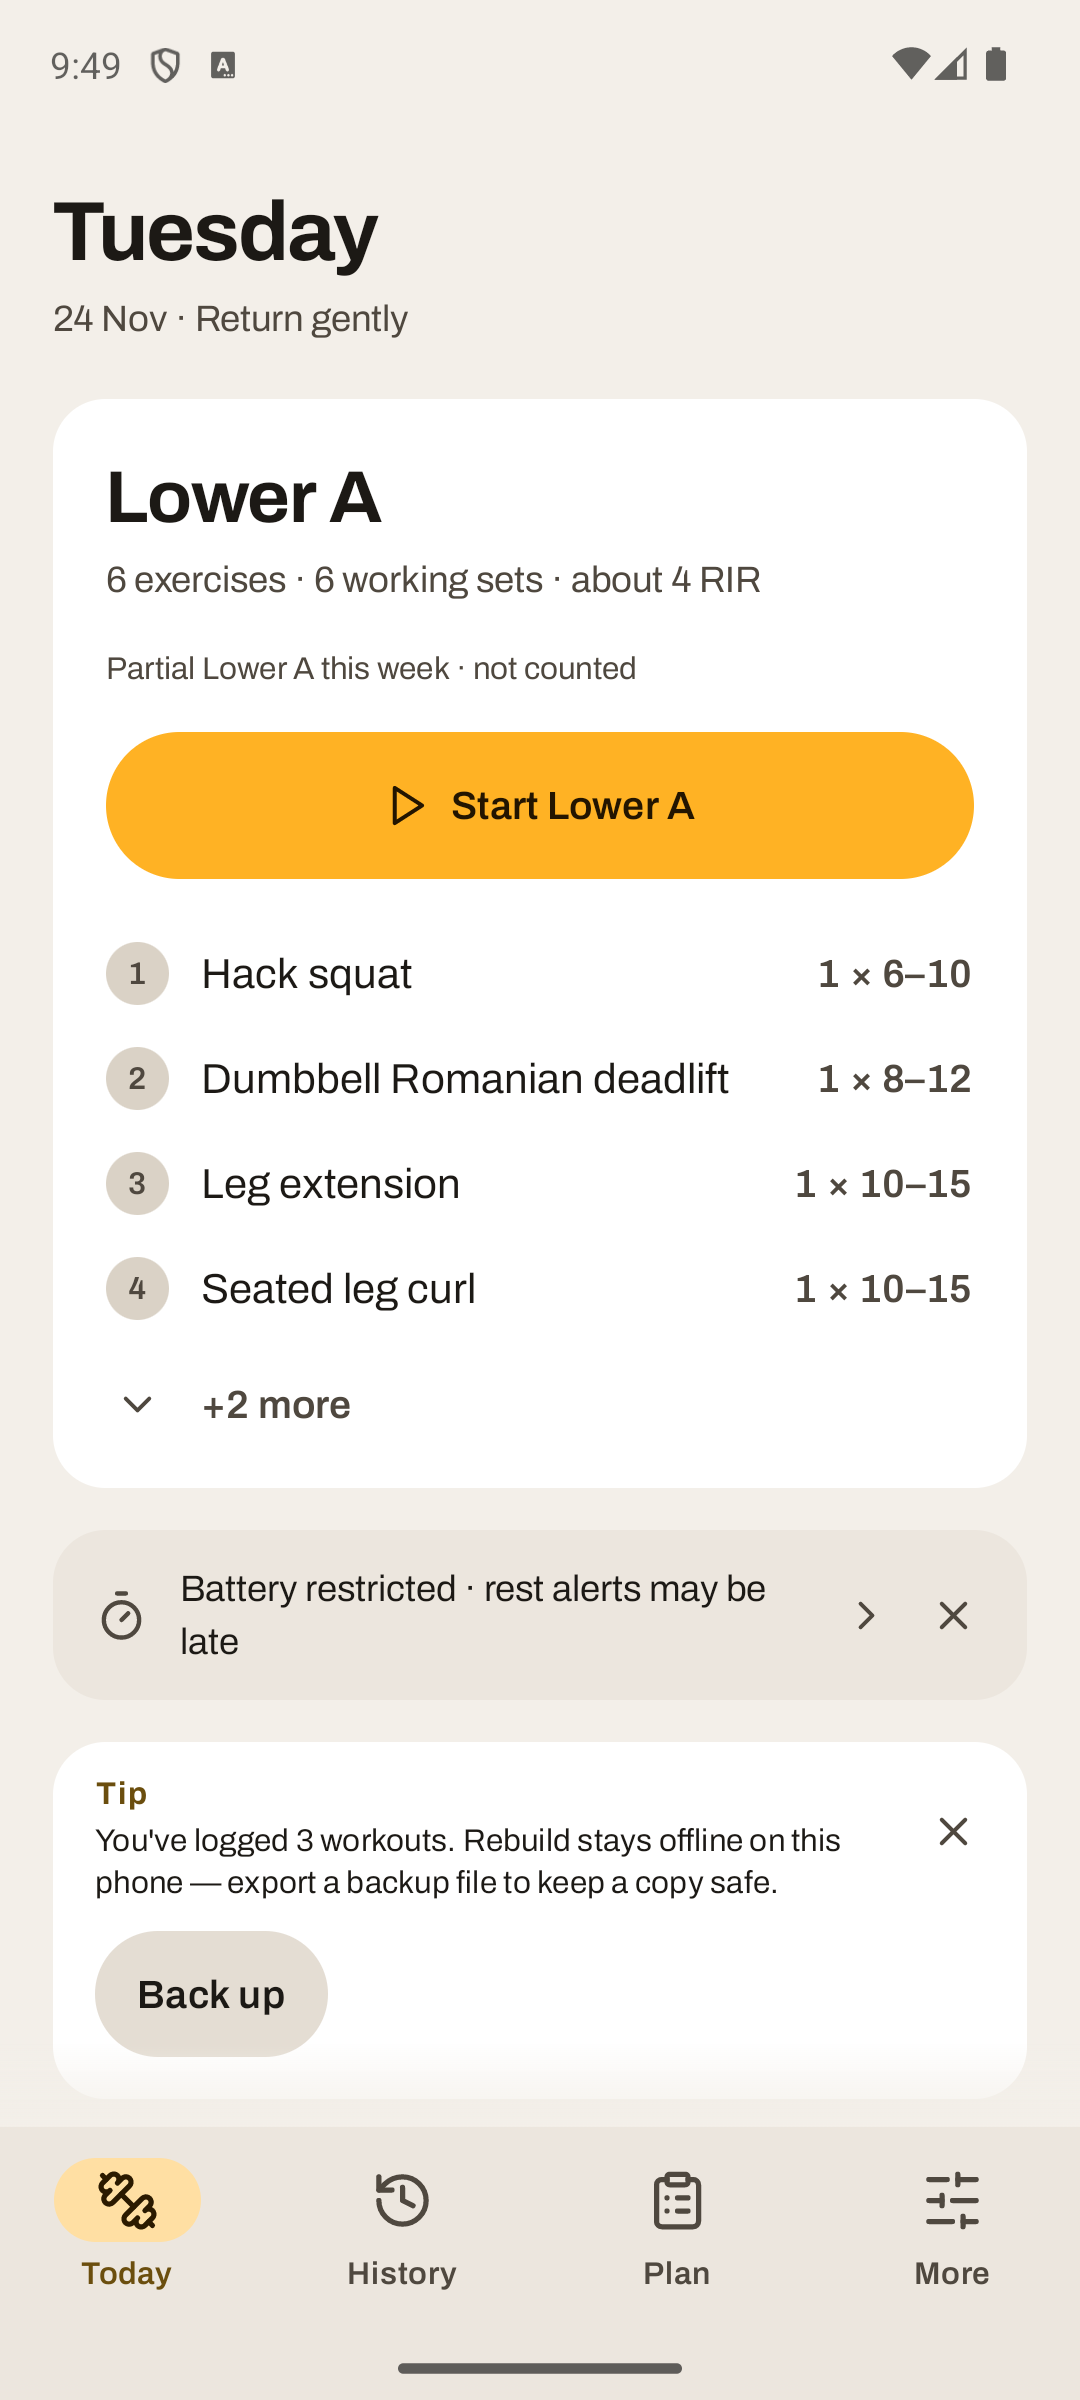 9:49
Tuesday
24 Nov · Return gently
Lower A
6 exercises · 6 working sets · about 4 RIR
Partial Lower A this week · not counted
Start Lower A
1 Hack squat 1 × 6–10
2 Dumbbell Romanian deadlift 1 × 8–12
3 Leg extension 1 × 10–15
4 Seated leg curl 1 × 10–15
+2 more
Battery restricted · rest alerts may be
late
Tip
You've logged 3 workouts. Rebuild stays offline on this
phone — export a backup file to keep a copy safe.
Back up
Today History Plan More